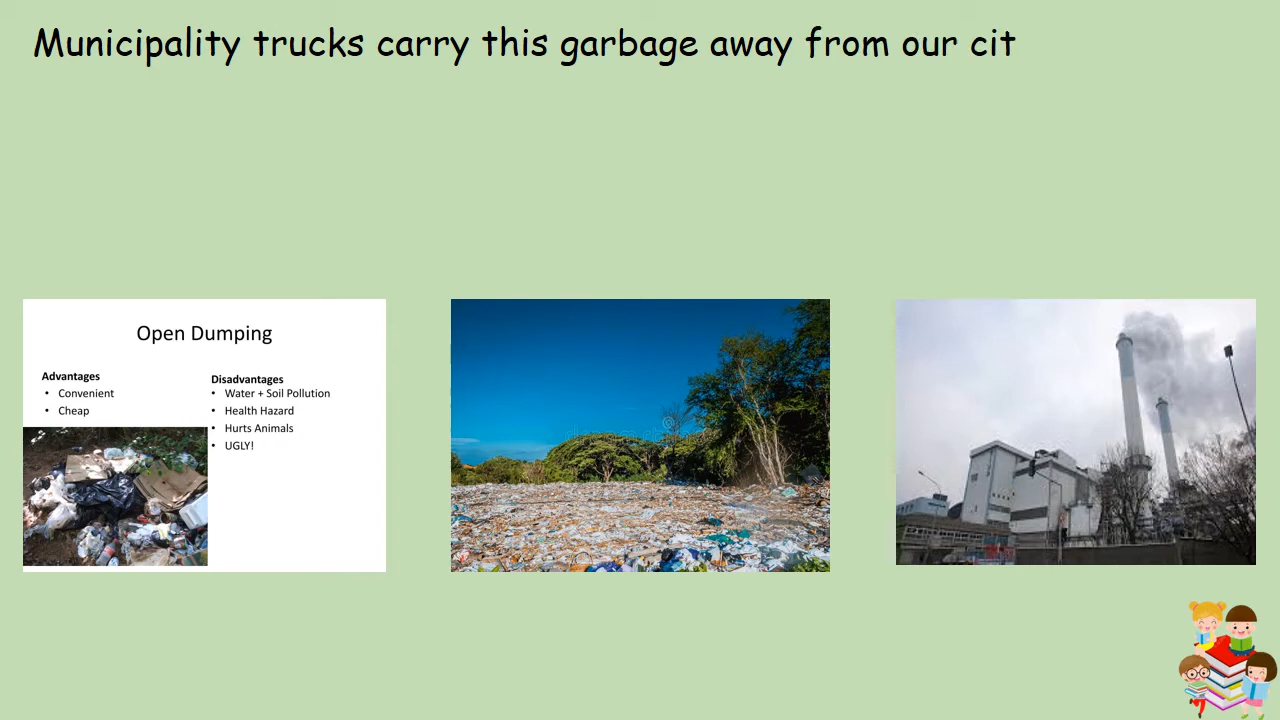 Municipality trucks carry this garbage away from our cit
Open Dumping
Advantages
• Convenient
• Cheap
Disadvantages
• Water + Soil Pollution
• Health Hazard
• Hurts Animals
• UGLY!